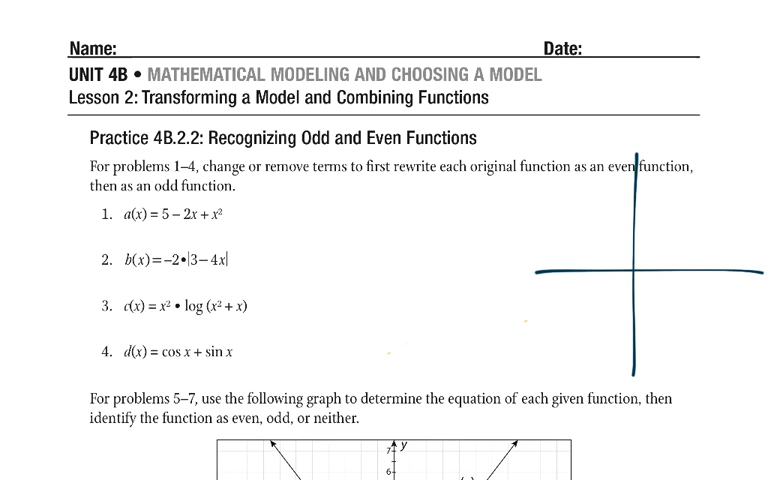 Name:
Date:
UNIT 4B • MATHEMATICAL MODELING AND CHOOSING A MODEL
Lesson 2: Transforming a Model and Combining Functions
Practice 4B.2.2: Recognizing Odd and Even Functions
For problems 1–4, change or remove terms to first rewrite each original function as an even function,
then as an odd function.
1. a(x) = 5 – 2x + x²
2. b(x)=–2•|3–4x|
3. c(x) = x² • log (x² + x)
4. d(x) = cos x + sin x
For problems 5–7, use the following graph to determine the equation of each given function, then
identify the function as even, odd, or neither.
7 y
6